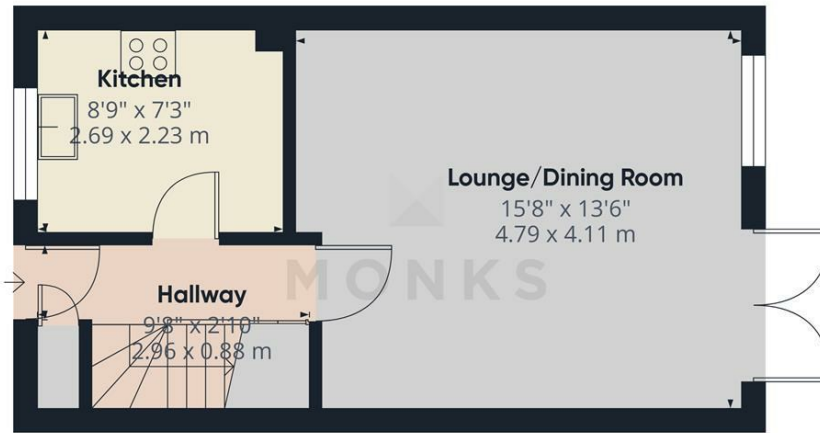 Kitchen
8'9" x 7'3"
2.69 x 2.23 m
Lounge/Dining Room
15'8" x 13'6"
4.79 x 4.11 m
MONKS
Hallway
9'8" x 2'10"
2.96 x 0.88 m